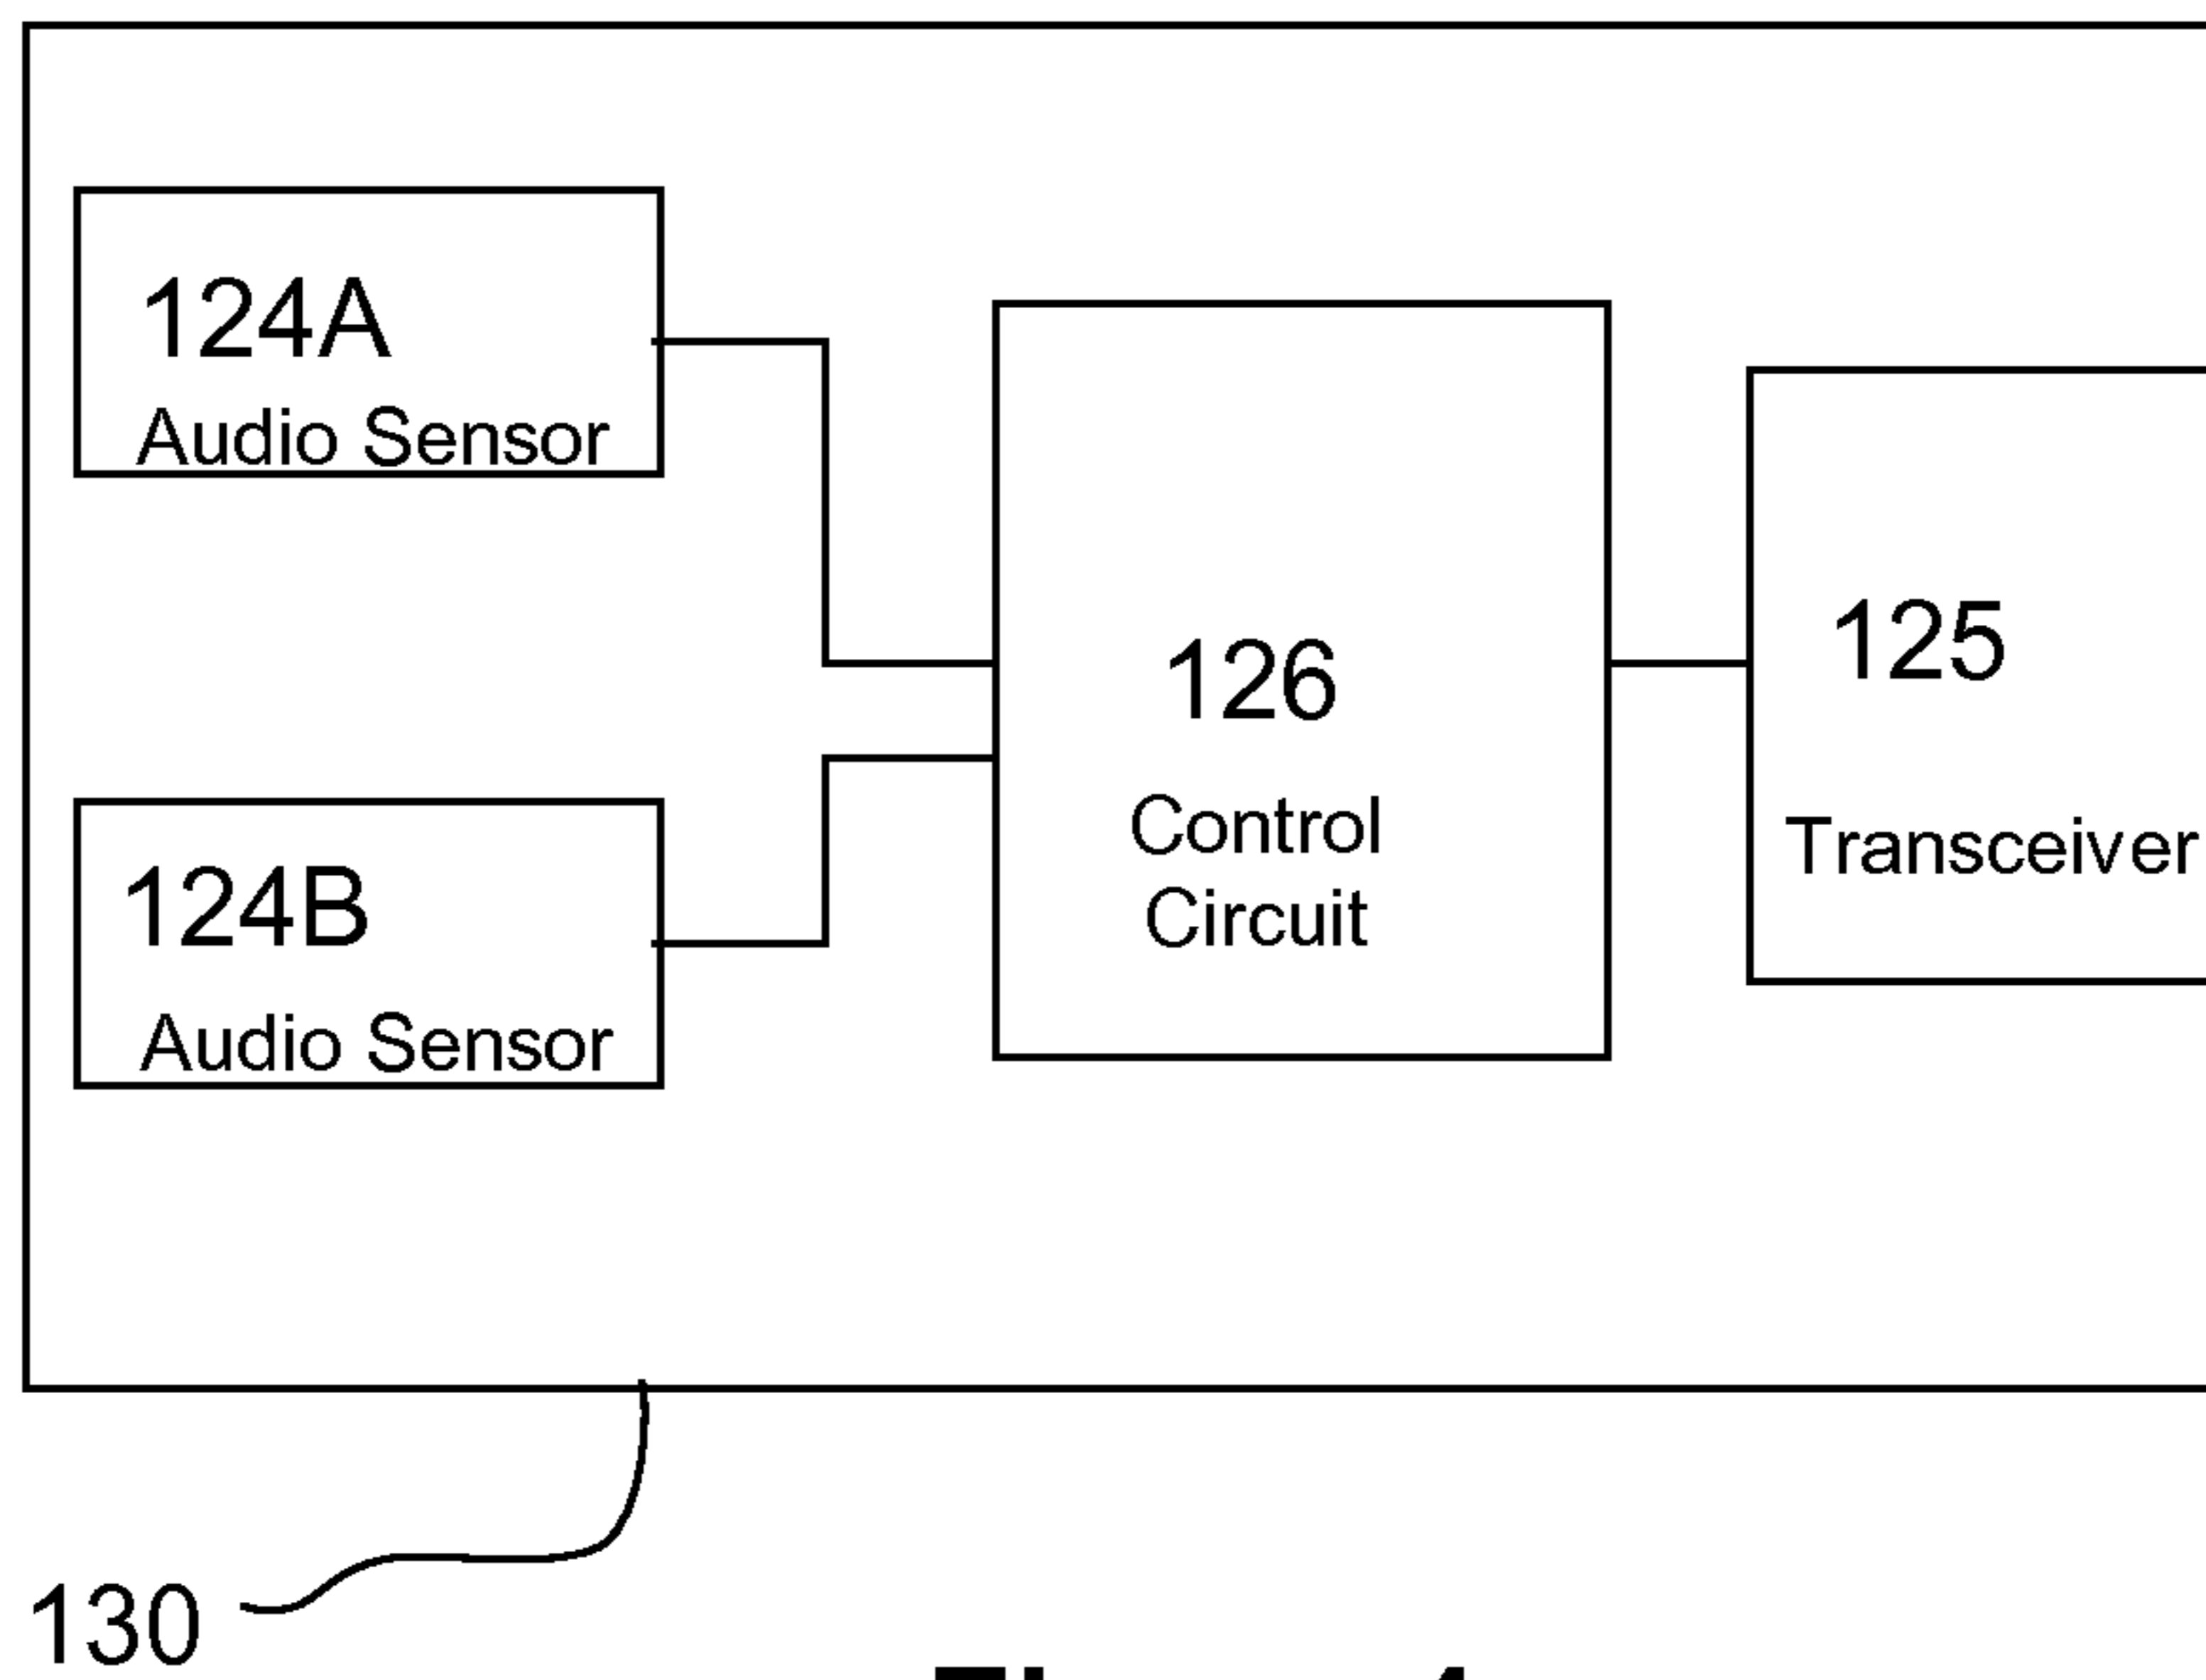 124A
Audio Sensor
124B
Audio Sensor
126
Control
Circuit
125
Transceiver
130